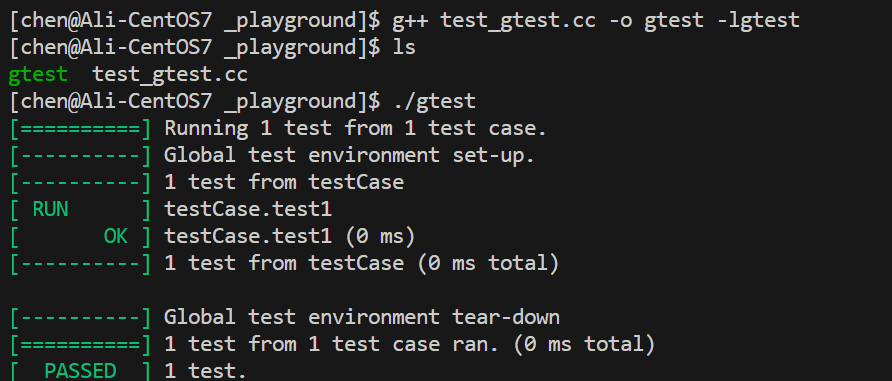 [chen@Ali-CentOS7 _playground]$ g++ test_gtest.cc -o gtest -lgtest
[chen@Ali-CentOS7 _playground]$ ls
gtest  test_gtest.cc
[chen@Ali-CentOS7 _playground]$ ./gtest
[==========] Running 1 test from 1 test case.
[----------] Global test environment set-up.
[----------] 1 test from testCase
[ RUN      ] testCase.test1
[       OK ] testCase.test1 (0 ms)
[----------] 1 test from testCase (0 ms total)

[----------] Global test environment tear-down
[==========] 1 test from 1 test case ran. (0 ms total)
[  PASSED  ] 1 test.